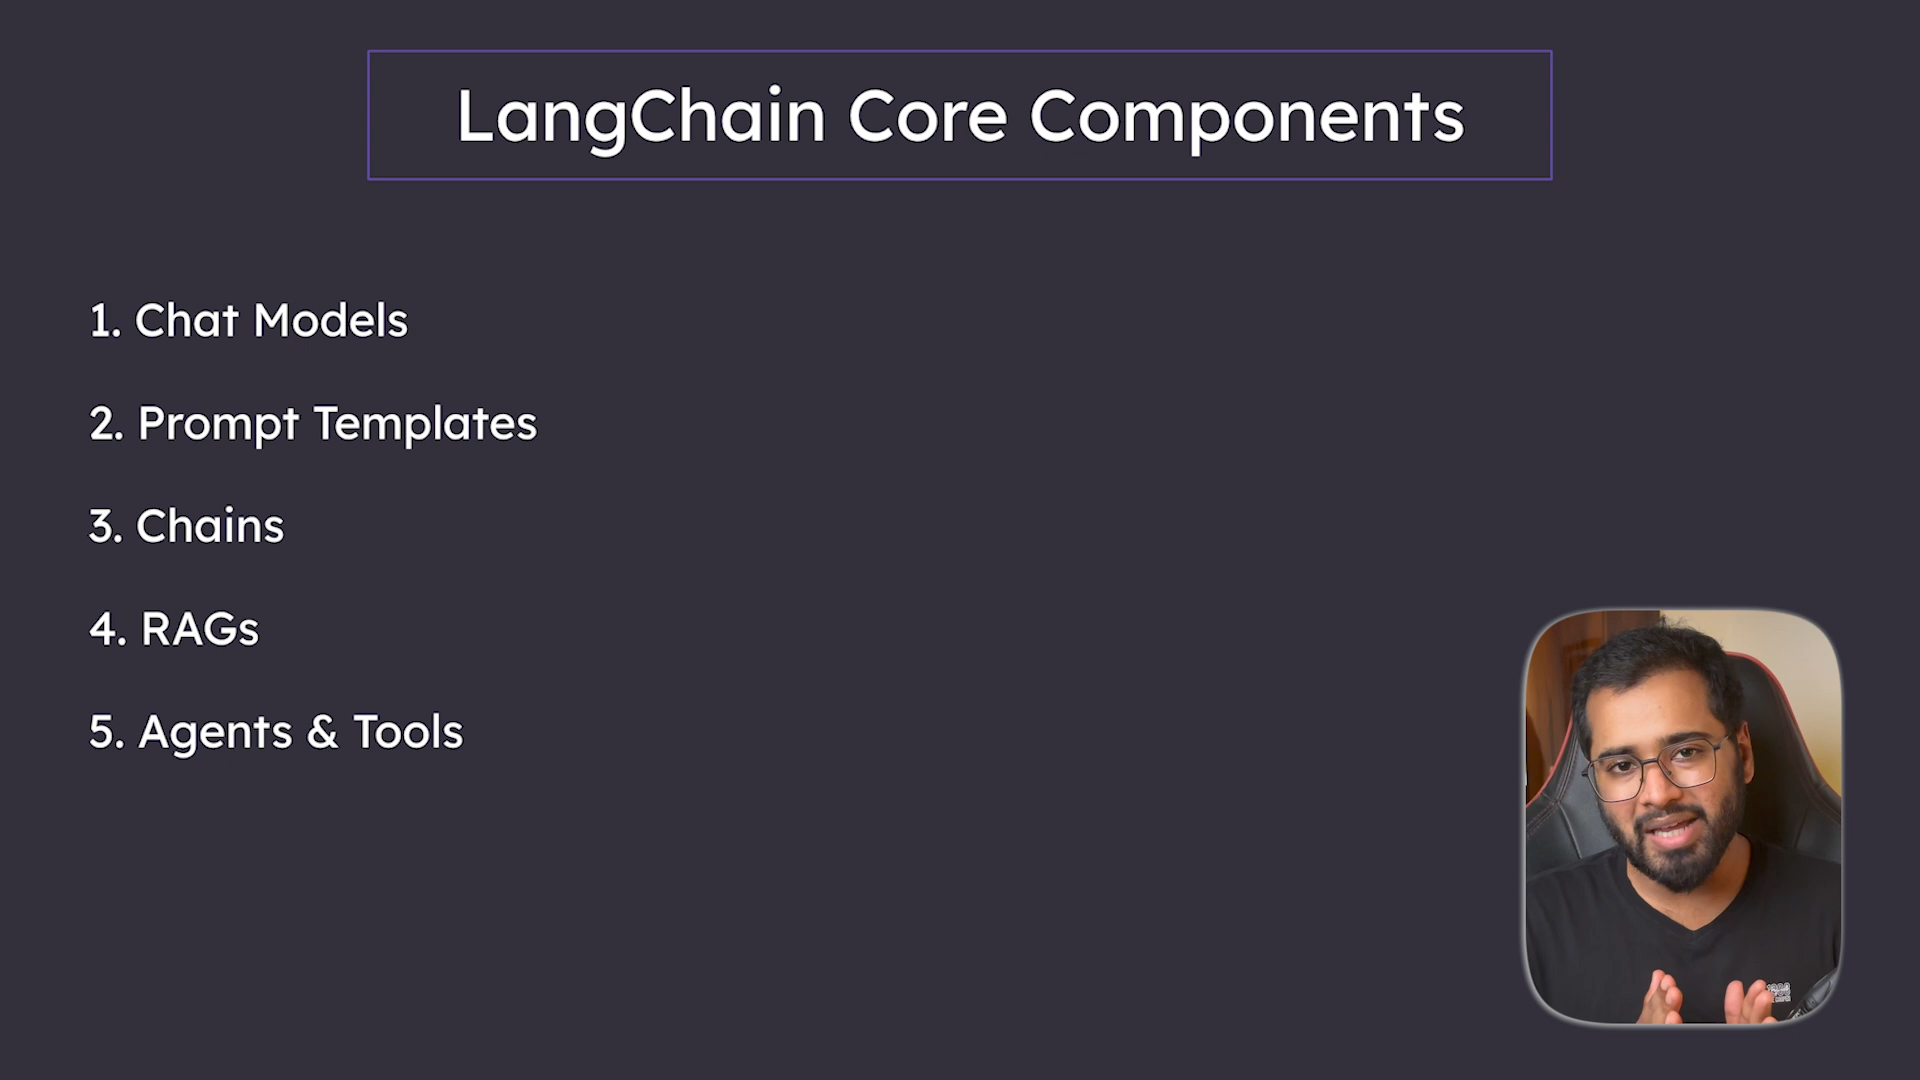 LangChain Core Components
1. Chat Models
2. Prompt Templates
3. Chains
4. RAGs
5. Agents & Tools